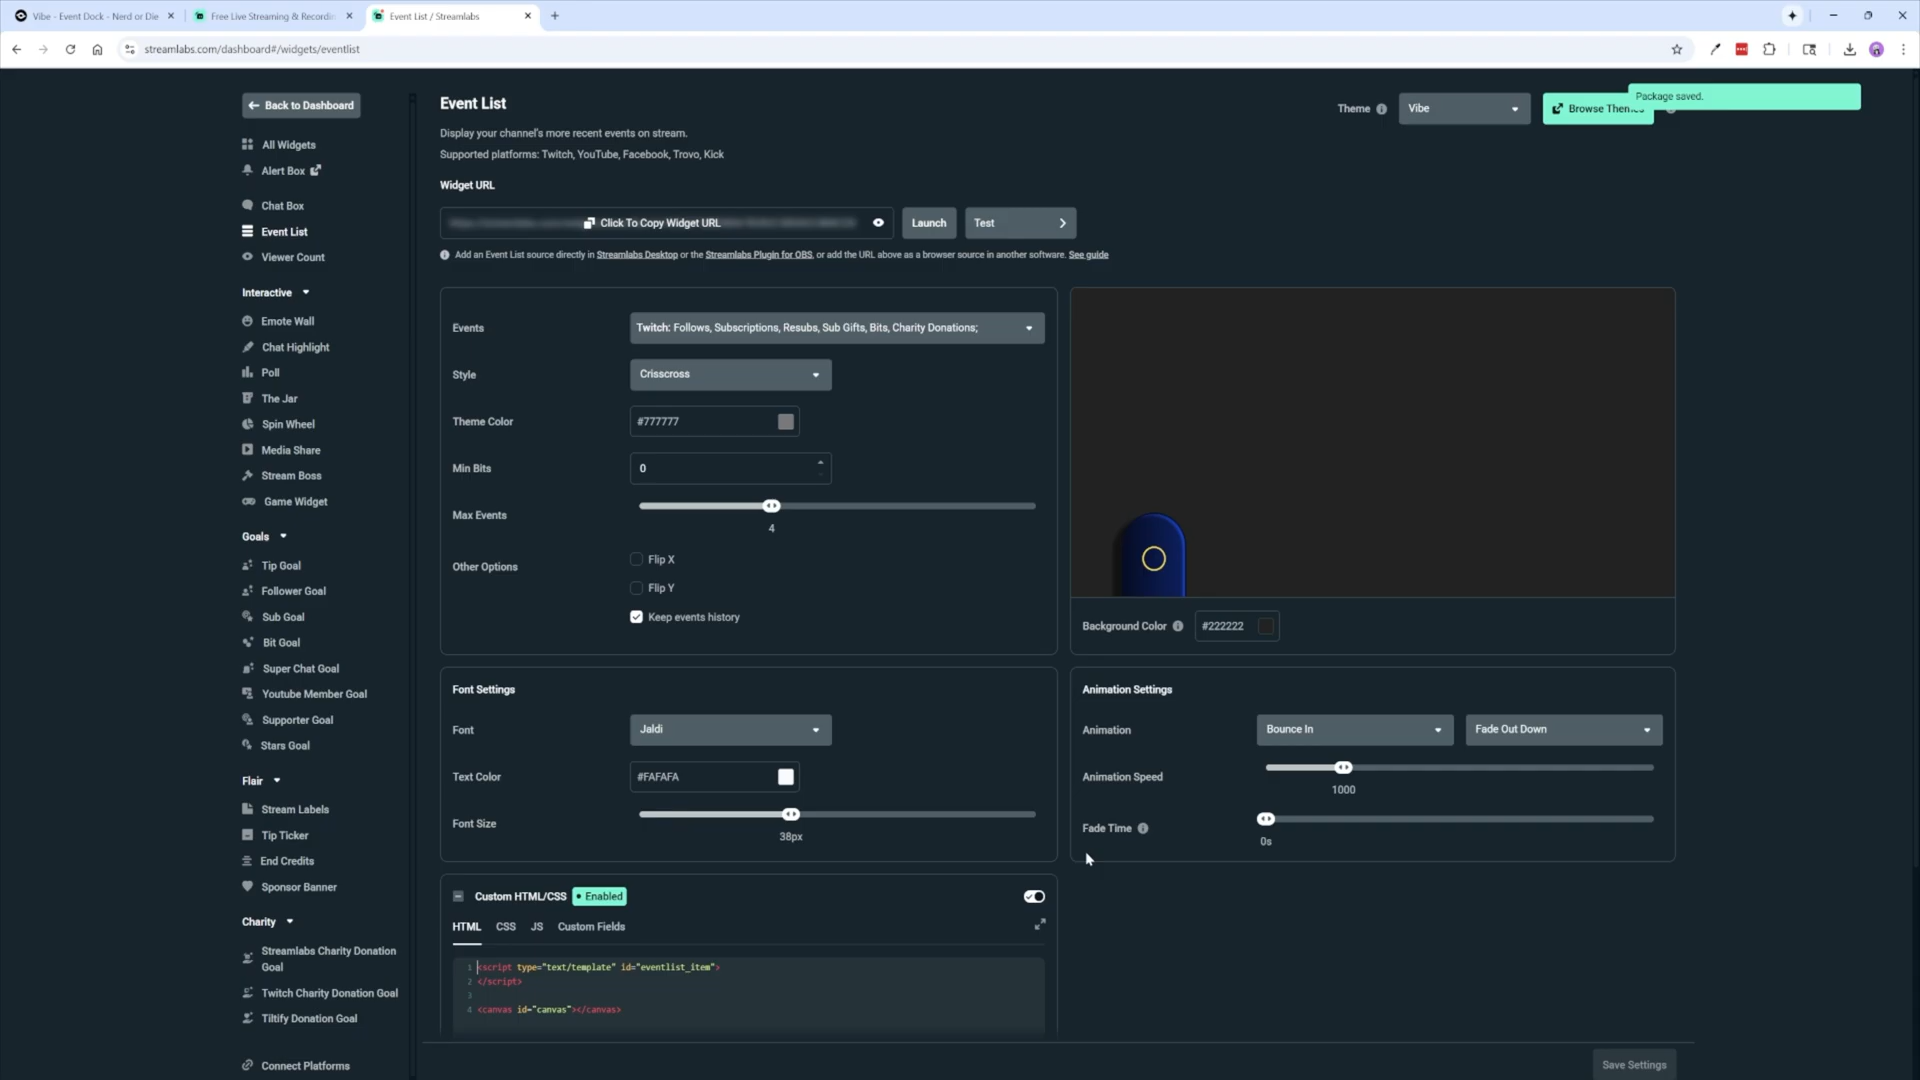 Vibe - Event Dock - Nerd or Die
Free Live Streaming & Recordin
Event List / Streamlabs
streamlabs.com/dashboard#/widgets/eventlist
Back to Dashboard
All Widgets
Alert Box
Chat Box
Event List
Viewer Count
Interactive
Emote Wall
Chat Highlight
Poll
The Jar
Spin Wheel
Media Share
Stream Boss
Game Widget
Goals
Tip Goal
Follower Goal
Sub Goal
Bit Goal
Super Chat Goal
Youtube Member Goal
Supporter Goal
Stars Goal
Flair
Stream Labels
Tip Ticker
End Credits
Sponsor Banner
Charity
Streamlabs Charity Donation
Goal
Twitch Charity Donation Goal
Tiltify Donation Goal
Connect Platforms
Event List
Display your channel's more recent events on stream.
Supported platforms: Twitch, YouTube, Facebook, Trovo, Kick
Theme
Vibe
Browse Them
Package saved.
Widget URL
Click To Copy Widget URL
Launch
Test
Add an Event List source directly in Streamlabs Desktop or the Streamlabs Plugin for OBS, or add the URL above as a browser source in another software. See guide
Events
Twitch: Follows, Subscriptions, Resubs, Sub Gifts, Bits, Charity Donations;
Style
Crisscross
Theme Color
#777777
Min Bits
0
Max Events
4
Other Options
Flip X
Flip Y
Keep events history
Background Color
#222222
Font Settings
Font
Jaldi
Text Color
#FAFAFA
Font Size
38px
Animation Settings
Animation
Bounce In
Fade Out Down
Animation Speed
1000
Fade Time
0s
Custom HTML/CSS
Enabled
HTML
CSS
JS
Custom Fields
1 <script type="text/template" id="eventlist_item">
2 </script>
3
4 <canvas id="canvas"></canvas>
Save Settings